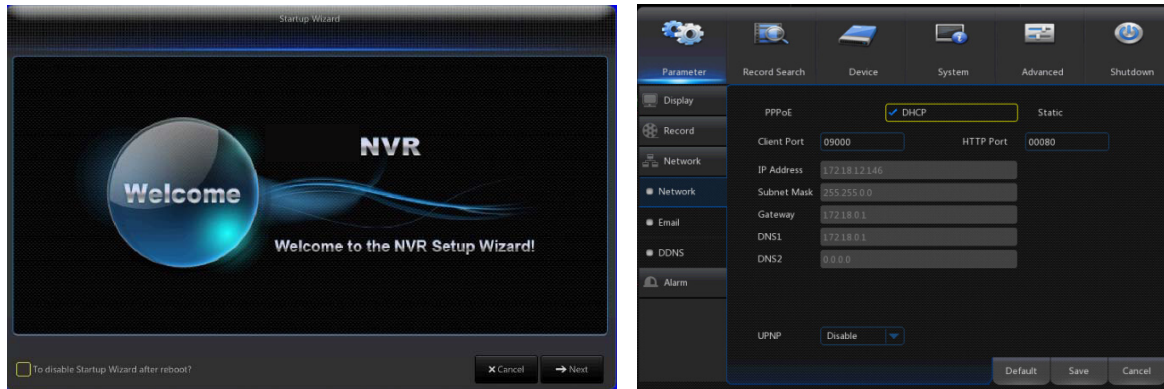 Startup Wizard
NVR
Welcome
Welcome to the NVR Setup Wizard!
To disable Startup Wizard after reboot?
Cancel
Next
Parameter Record Search Device System Advanced Shutdown
Display
Record
Network
Network
Email
DDNS
Alarm
PPPoE DHCP Static
Client Port 09000 HTTP Port 00080
IP Address 172.18.12.146
Subnet Mask 255.255.0.0
Gateway 172.18.0.1
DNS1 172.18.0.1
DNS2 0.0.0.0
UPNP Disable
Default Save Cancel